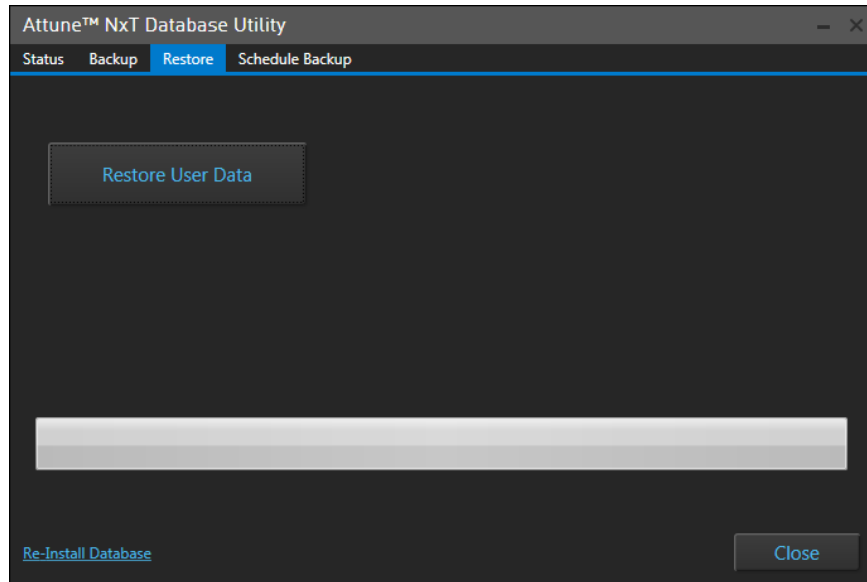 Attune™ NxT Database Utility
Status Backup Restore Schedule Backup
Restore User Data
Re-Install Database
Close